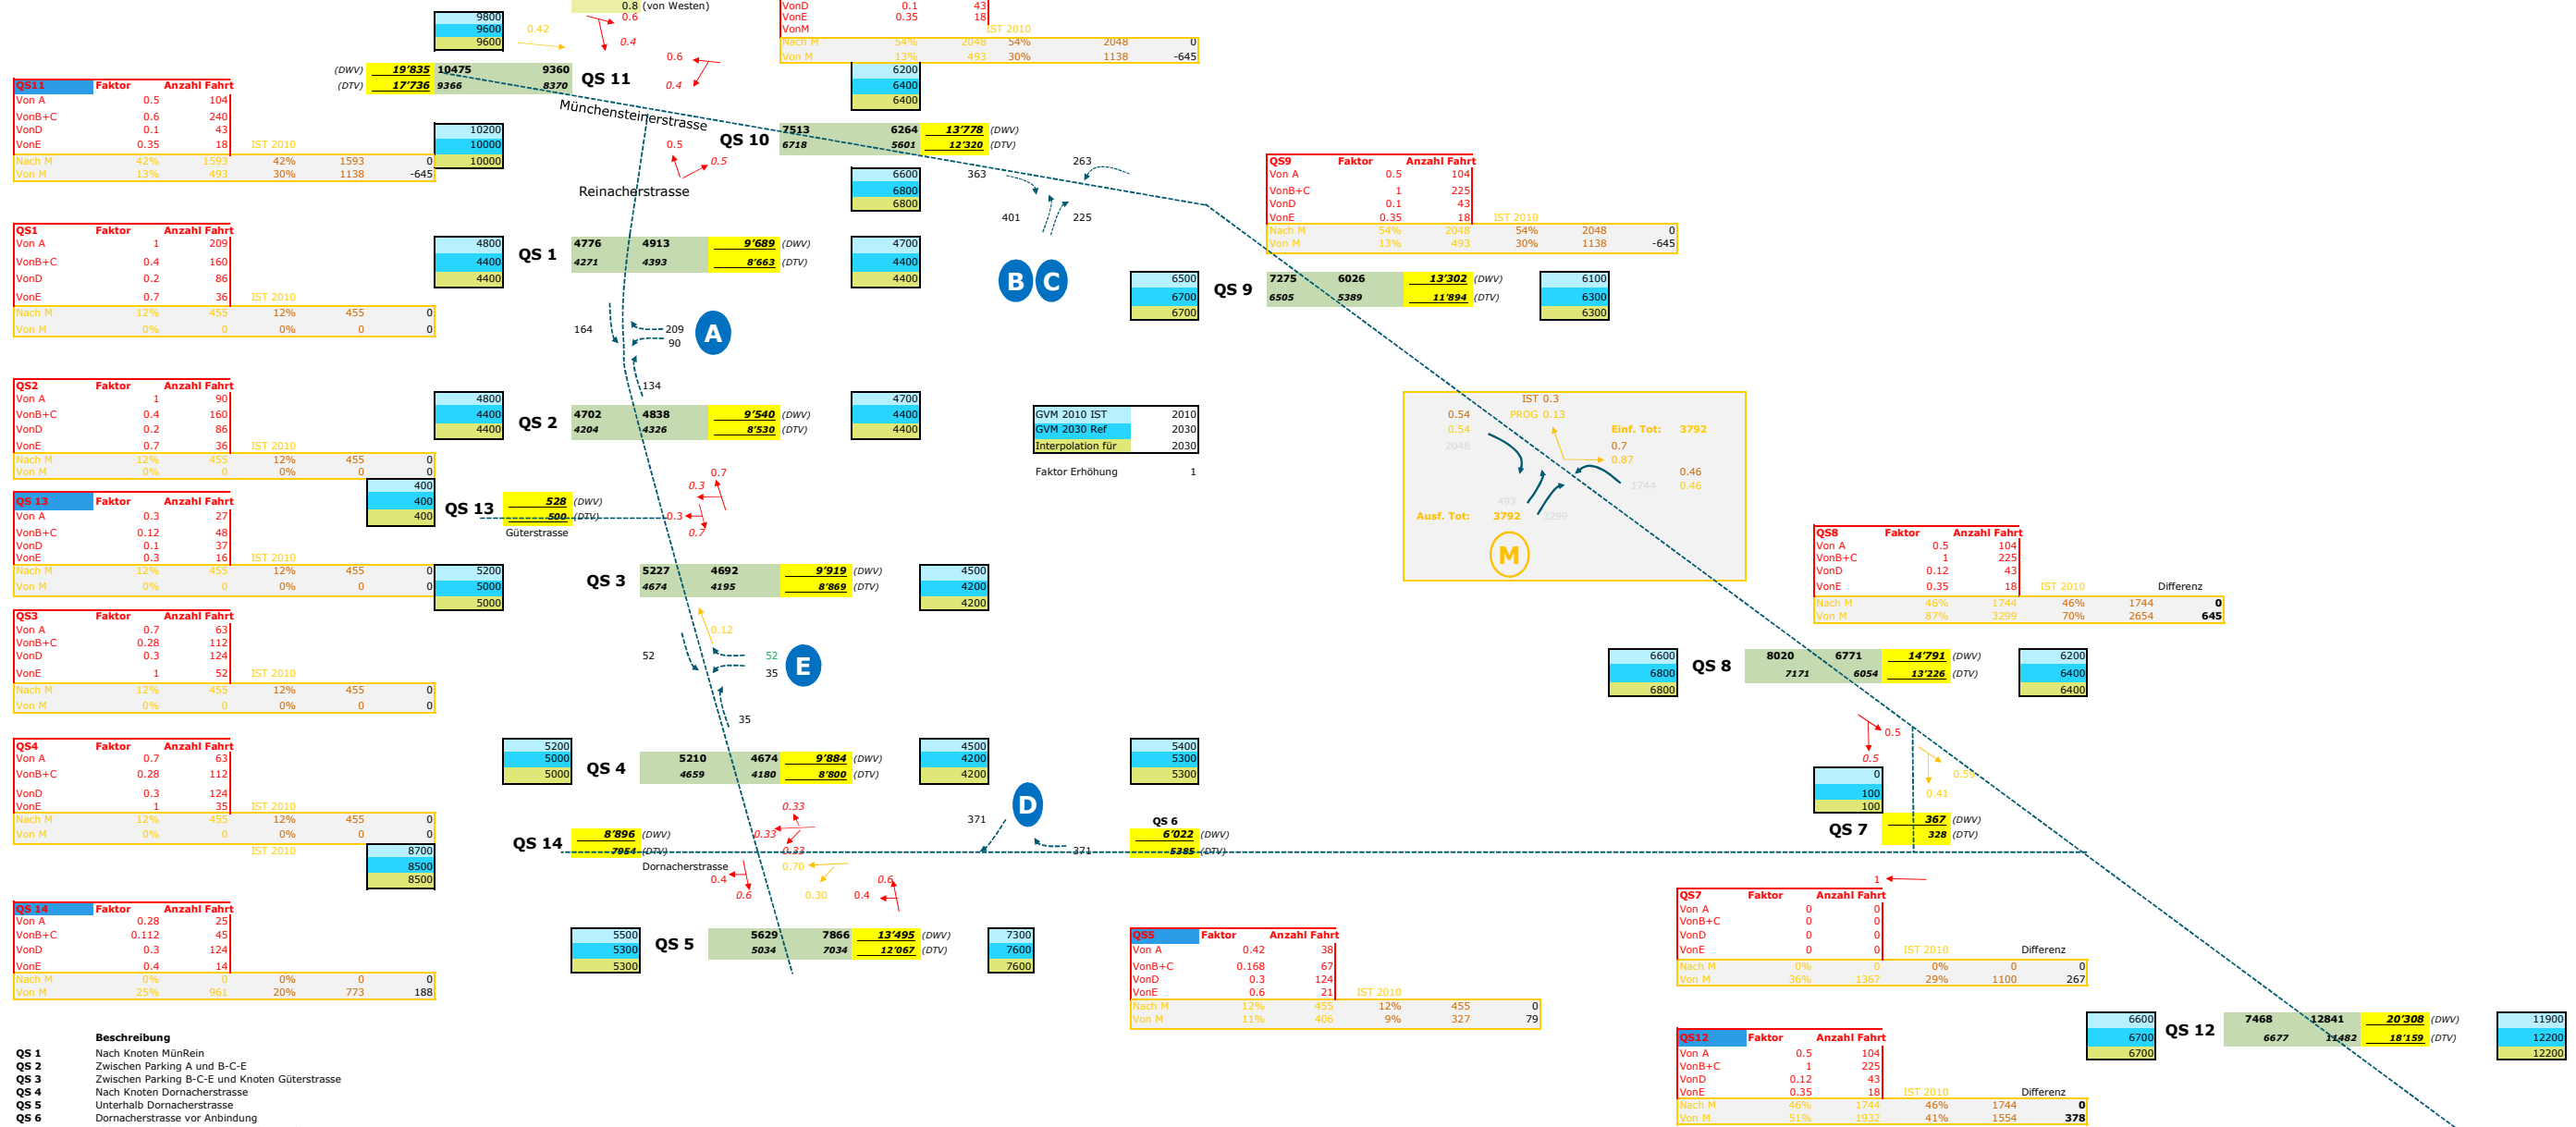 0.8 (von Westen)
9800
9600
9600
0.42
0.6
0.4
0.6
0.4
VonD 0.1 43
VonE 0.35 18
VonM IST 2010
Nach M 54% 2048 54% 2048 0
Von M 13% 493 30% 1138 -645
(DWV) 19'835 10475 9360
(DTV) 17'736 9366 8370
QS 11
6200
6400
6400
QS11 Faktor Anzahl Fahrt
Von A 0.5 104
VonB+C 0.6 240
VonD 0.1 43
VonE 0.35 18 IST 2010
Nach M 42% 1593 42% 1593 0
Von M 13% 493 30% 1138 -645
10200
10000
10000
Münchensteinerstrasse
0.5
0.5
Reinacherstrasse
QS 10
7513 6264 13'778 (DWV)
6718 5601 12'320 (DTV)
6600
6800
6800
263
363
401
225
B C
QS9 Faktor Anzahl Fahrt
Von A 0.5 104
VonB+C 1 225
VonD 0.1 43
VonE 0.35 18 IST 2010
Nach M 54% 2048 54% 2048 0
Von M 13% 493 30% 1138 -645
QS1 Faktor Anzahl Fahrt
Von A 1 209
VonB+C 0.4 160
VonD 0.2 86
VonE 0.7 36 IST 2010
Nach M 12% 455 12% 455 0
Von M 0% 0 0% 0 0
4800
4400
4400
QS 1
4776 4913 9'689 (DWV)
4271 4393 8'663 (DTV)
4700
4400
4400
6500
6700
6700
QS 9
7275 6026 13'302 (DWV)
6505 5389 11'894 (DTV)
6100
6300
6300
164
209
90
A
134
QS2 Faktor Anzahl Fahrt
Von A 1 90
VonB+C 0.4 160
VonD 0.2 86
VonE 0.7 36 IST 2010
Nach M 12% 455 12% 455 0
Von M 0% 0 0% 0 0
4800
4400
4400
QS 2
4702 4838 9'540 (DWV)
4204 4326 8'530 (DTV)
4700
4400
4400
GVM 2010 IST 2010
GVM 2030 Ref 2030
Interpolation für 2030
Faktor Erhöhung 1
IST 0.3
0.54 PROG 0.13
0.54 Einf. Tot: 3792
2048 0.7
0.87
0.46
1744 0.46
493
Ausf. Tot: 3792 3299
M
QS 13 Faktor Anzahl Fahrt
Von A 0.3 27
VonB+C 0.12 48
VonD 0.1 37
VonE 0.3 16 IST 2010
Nach M 12% 455 12% 455 0
Von M 0% 0 0% 0 0
400
400
400
QS 13
528 (DWV)
500 (DTV)
Güterstrasse
0.7
0.3
0.3
0.7
5200
5000
5000
QS 3
5227 4692 9'919 (DWV)
4674 4195 8'869 (DTV)
4500
4200
4200
QS8 Faktor Anzahl Fahrt
Von A 0.5 104
VonB+C 1 225
VonD 0.12 43
VonE 0.35 18 IST 2010 Differenz
Nach M 46% 1744 46% 1744 0
Von M 87% 3299 70% 2654 645
QS3 Faktor Anzahl Fahrt
Von A 0.7 63
VonB+C 0.28 112
VonD 0.3 124
VonE 1 52 IST 2010
Nach M 12% 455 12% 455 0
Von M 0% 0 0% 0 0
0.12
52
52
35
E
35
6600
6800
6800
QS 8
8020 6771 14'791 (DWV)
7171 6054 13'226 (DTV)
6200
6400
6400
QS4 Faktor Anzahl Fahrt
Von A 0.7 63
VonB+C 0.28 112
VonD 0.3 124
VonE 1 35 IST 2010
Nach M 12% 455 12% 455 0
Von M 0% 0 0% 0 0
IST 2010
5200
5000
5000
QS 4
5210 4674 9'884 (DWV)
4659 4180 8'800 (DTV)
4500
4200
4200
5400
5300
5300
0.5
0.5
0.59
0.41
0
100
100
QS 7
367 (DWV)
328 (DTV)
8700
8500
8500
QS 14
8'896 (DWV)
7954 (DTV)
Dornacherstrasse
0.33
0.33
0.33
0.70
0.30
0.4
0.6
0.6
0.4
371
D
371
QS 6
6'022 (DWV)
5385 (DTV)
1
QS 14 Faktor Anzahl Fahrt
Von A 0.28 25
VonB+C 0.112 45
VonD 0.3 124
VonE 0.4 14
Nach M 0% 0 0% 0 0
Von M 25% 961 20% 773 188
5500
5300
5300
QS 5
5629 7866 13'495 (DWV)
5034 7034 12'067 (DTV)
7300
7600
7600
QS5 Faktor Anzahl Fahrt
Von A 0.42 38
VonB+C 0.168 67
VonD 0.3 124
VonE 0.6 21 IST 2010
Nach M 12% 455 12% 455 0
Von M 11% 406 9% 327 79
QS7 Faktor Anzahl Fahrt
Von A 0 0
VonB+C 0 0
VonD 0 0
VonE 0 0 IST 2010 Differenz
Nach M 0% 0 0% 0 0
Von M 36% 1367 29% 1100 267
QS12 Faktor Anzahl Fahrt
Von A 0.5 104
VonB+C 1 225
VonD 0.12 43
VonE 0.35 18 IST 2010 Differenz
Nach M 46% 1744 46% 1744 0
Von M 51% 1932 41% 1554 378
6600
6700
6700
QS 12
7468 12841 20'308 (DWV)
6677 11482 18'159 (DTV)
11900
12200
12200
Beschreibung
QS 1 Nach Knoten MünRein
QS 2 Zwischen Parking A und B-C-E
QS 3 Zwischen Parking B-C-E und Knoten Güterstrasse
QS 4 Nach Knoten Dornacherstrasse
QS 5 Unterhalb Dornacherstrasse
QS 6 Dornacherstrasse vor Anbindung